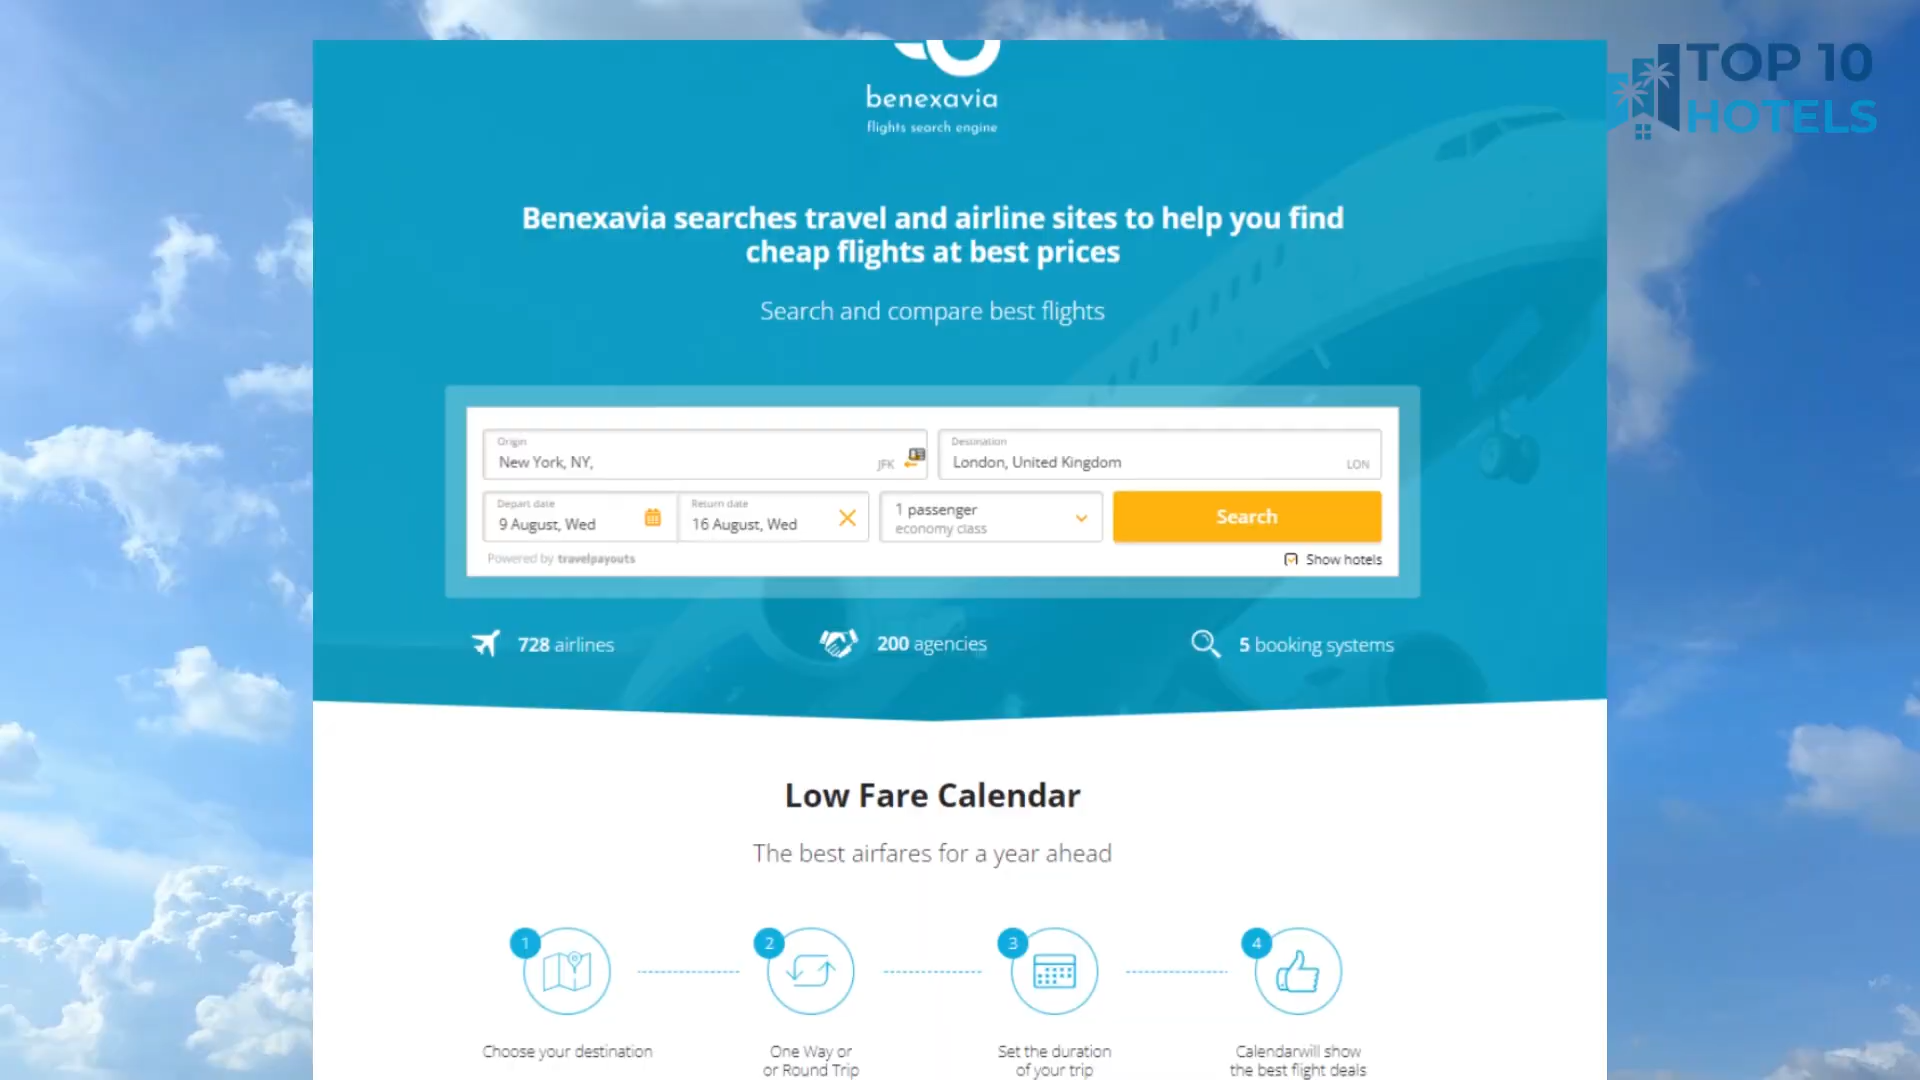 TOP 10
HOTELS
benexavia
flights search engine
Benexavia searches travel and airline sites to help you find
cheap flights at best prices
Search and compare best flights
Origin
New York, NY,
JFK
Destination
London, United Kingdom
LON
Depart date
9 August, Wed
Return date
16 August, Wed
1 passenger
economy class
Search
Powered by travelpayouts
Show hotels
728 airlines
200 agencies
5 booking systems
Low Fare Calendar
The best airfares for a year ahead
1
2
3
4
Choose your destination
One Way or
or Round Trip
Set the duration
of your trip
Calendarwill show
the best flight deals